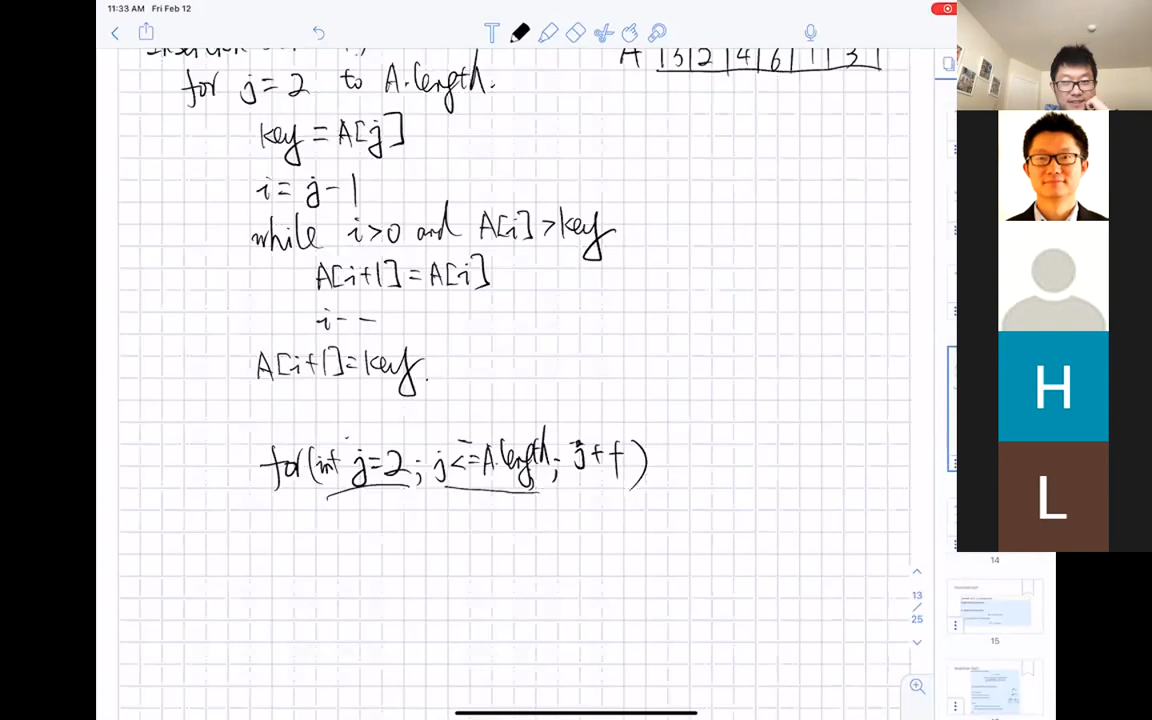 11:33 AM Fri Feb 12
A 5 2 4 6 1 3
for j = 2 to A.length.
key = A[j]
i = j - 1
while i>0 and A[i] > key
A[i+1] = A[i]
i--
A[i+1] = key.
for(int j=2; j<=A.length; j++)
T
H
L
13
/
25
14
15